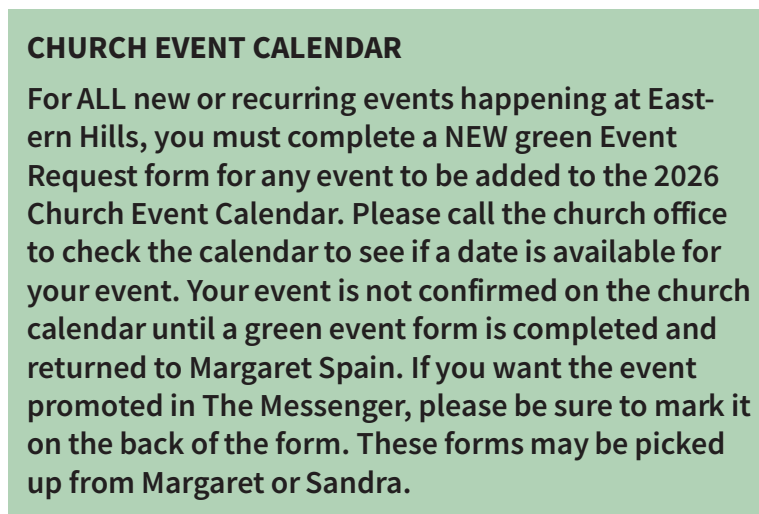 CHURCH EVENT CALENDAR
For ALL new or recurring events happening at East-
ern Hills, you must complete a NEW green Event
Request form for any event to be added to the 2026
Church Event Calendar. Please call the church office
to check the calendar to see if a date is available for
your event. Your event is not confirmed on the church
calendar until a green event form is completed and
returned to Margaret Spain. If you want the event
promoted in The Messenger, please be sure to mark it
on the back of the form. These forms may be picked
up from Margaret or Sandra.